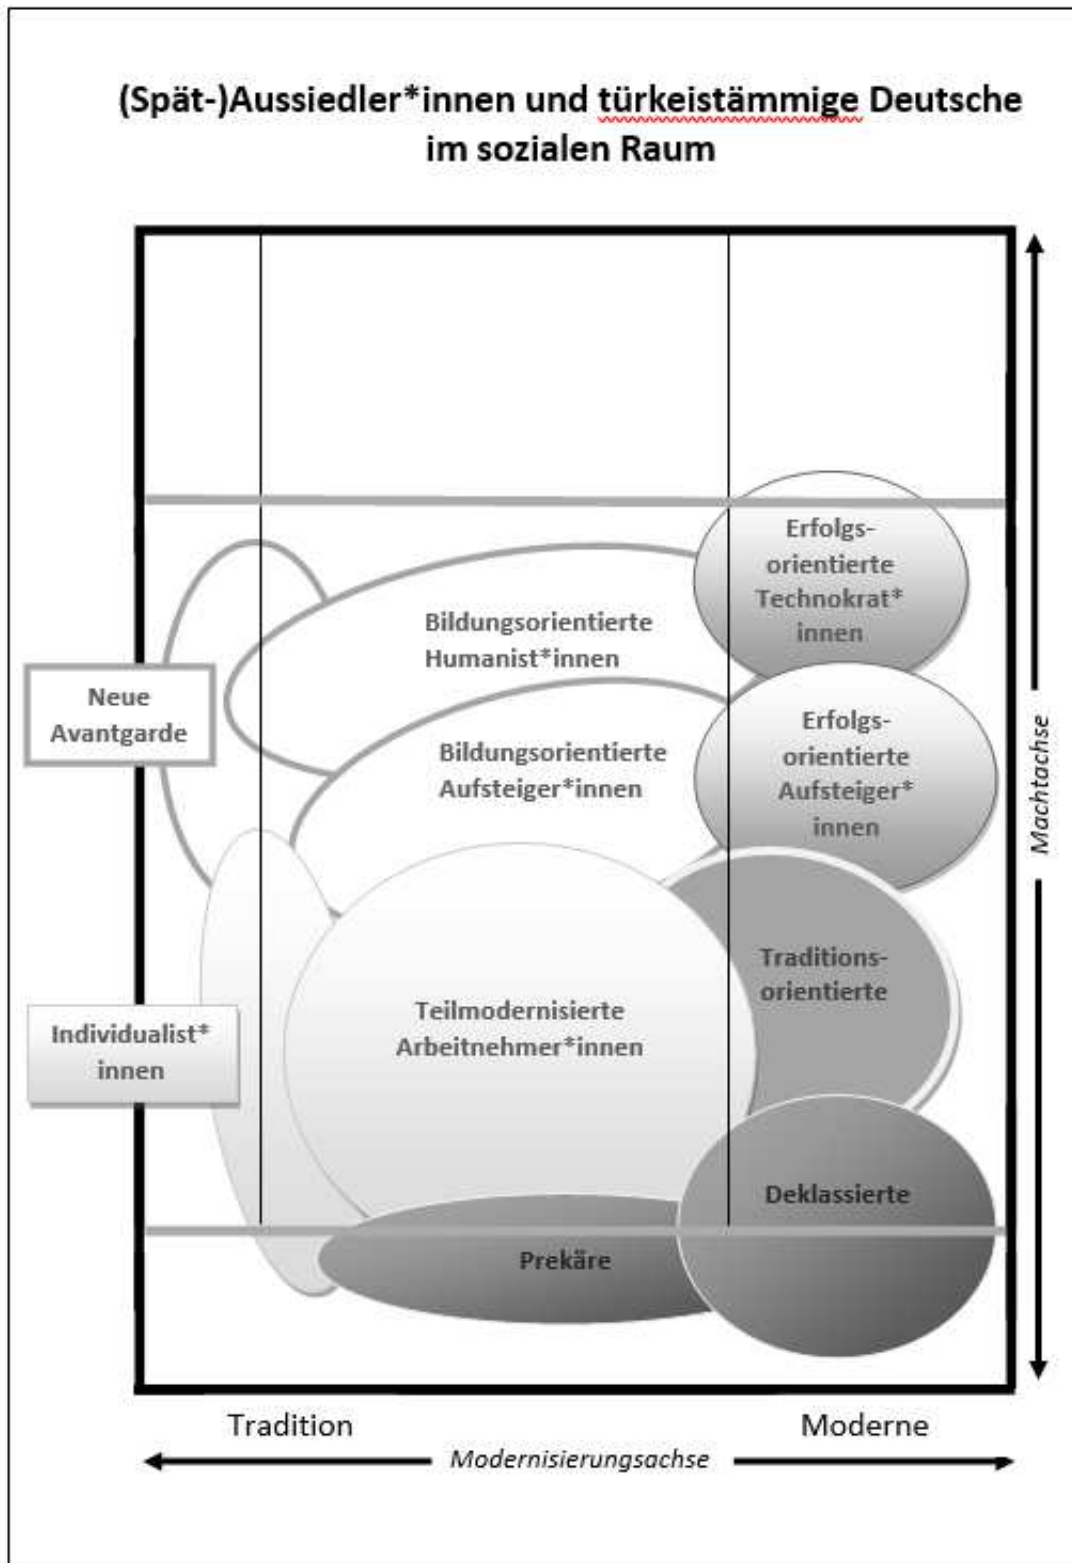 (Spät-)Aussiedler*innen und türkeistämmige Deutsche
im sozialen Raum
Erfolgs-
orientierte
Technokrat*
innen
Bildungsorientierte
Humanist*innen
Neue
Avantgarde
Bildungsorientierte
Aufsteiger*innen
Erfolgs-
orientierte
Aufsteiger*
innen
Machtachse
Traditions-
orientierte
Teilmodernisierte
Arbeitnehmer*innen
Individualist*
innen
Deklassierte
Prekäre
Tradition
Moderne
Modernisierungsachse